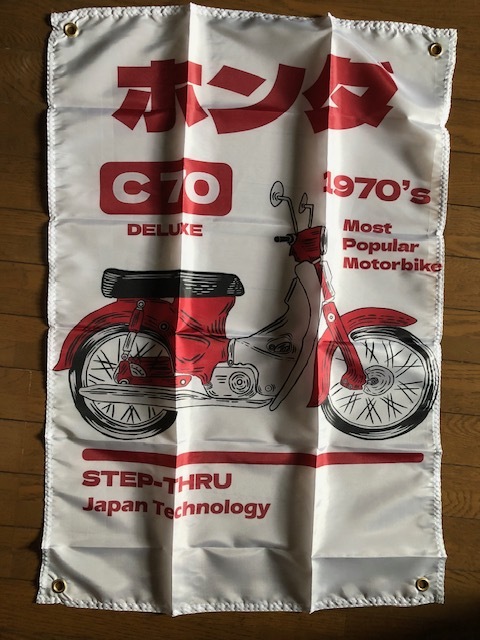 ホンダ
C70
DELUXE
1970's
Most
Popular
Motorbike
STEP-THRU
Japan Technology